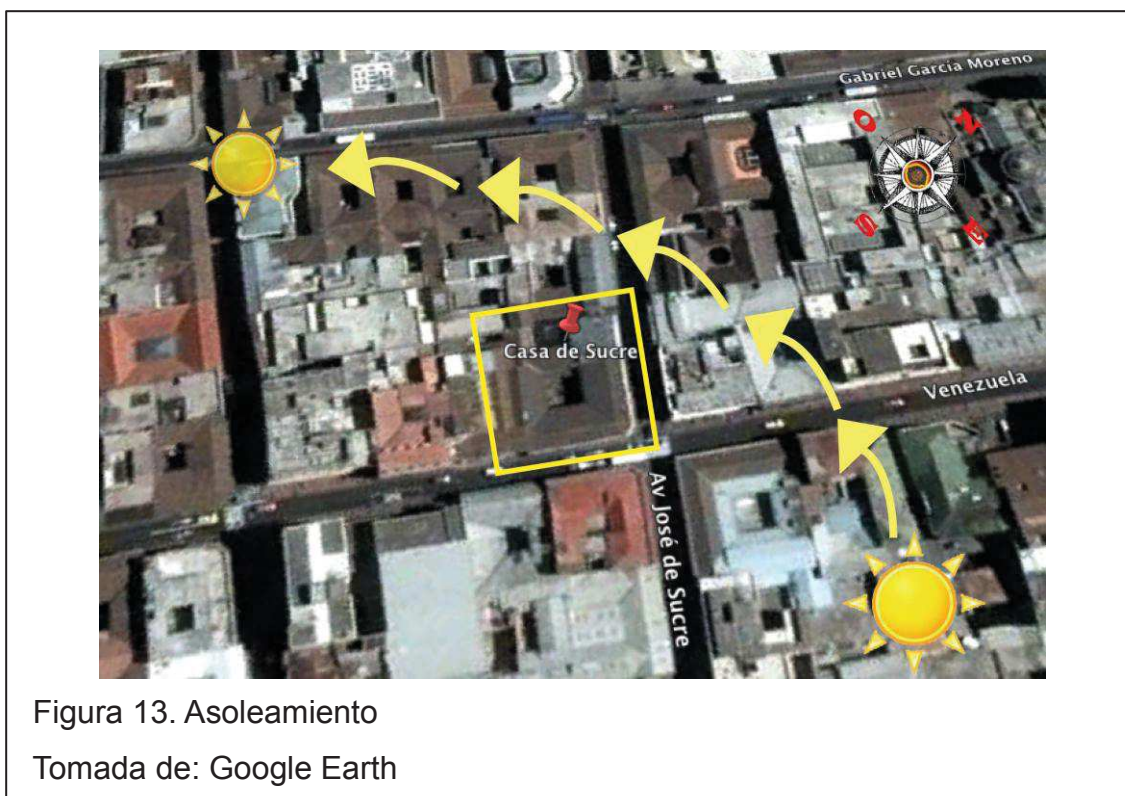 Gabriel García Moreno
O
N
S
E
Casa de Sucre
Venezuela
Av José de Sucre
Figura 13. Asoleamiento
Tomada de: Google Earth